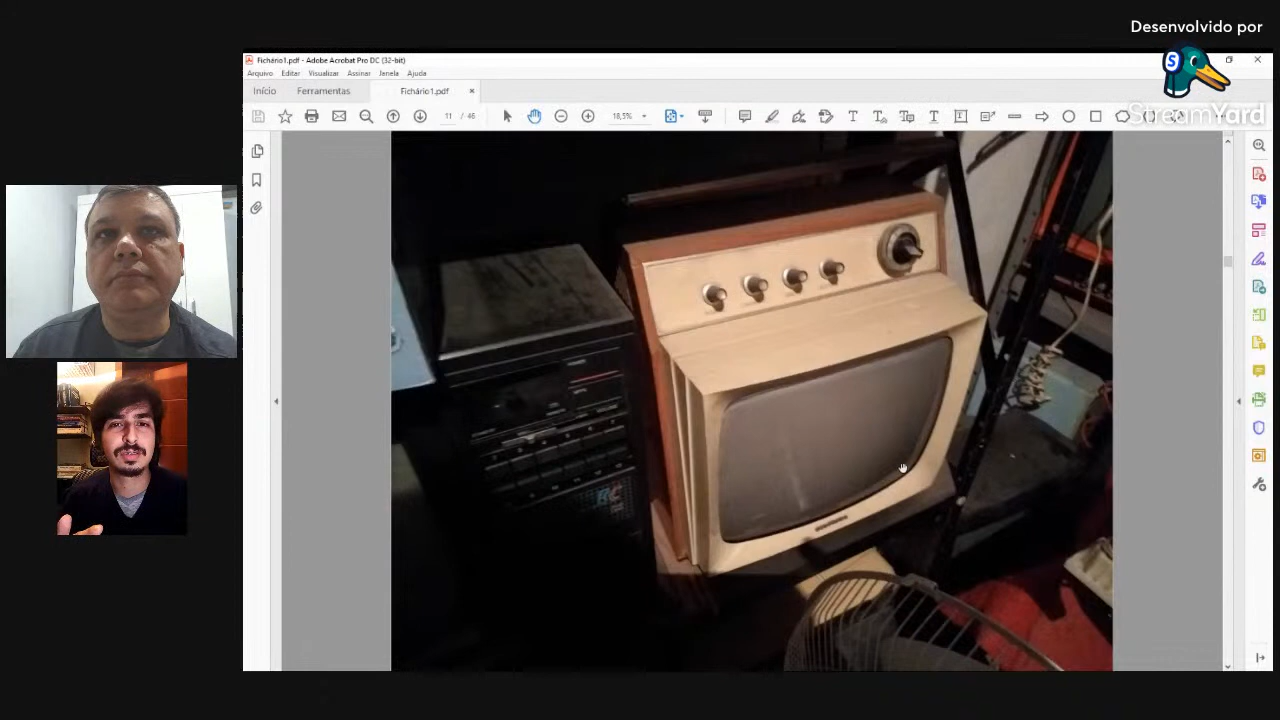 Desenvolvido por
StreamYard
Fichário1.pdf - Adobe Acrobat Pro DC (32-bit)
Arquivo Editar Visualizar Assinar Janela Ajuda
Início Ferramentas Fichário1.pdf
11 / 46 18,5%
RC